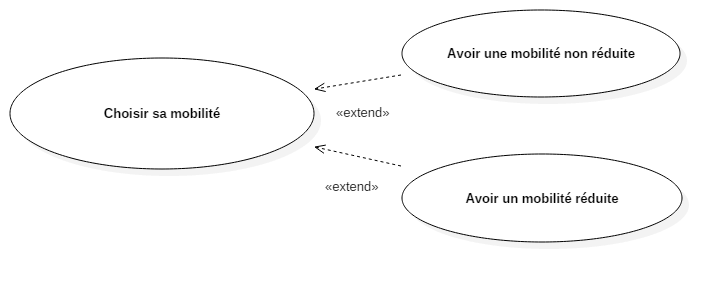 Avoir une mobilité non réduite
Choisir sa mobilité
«extend»
«extend»
Avoir un mobilité réduite